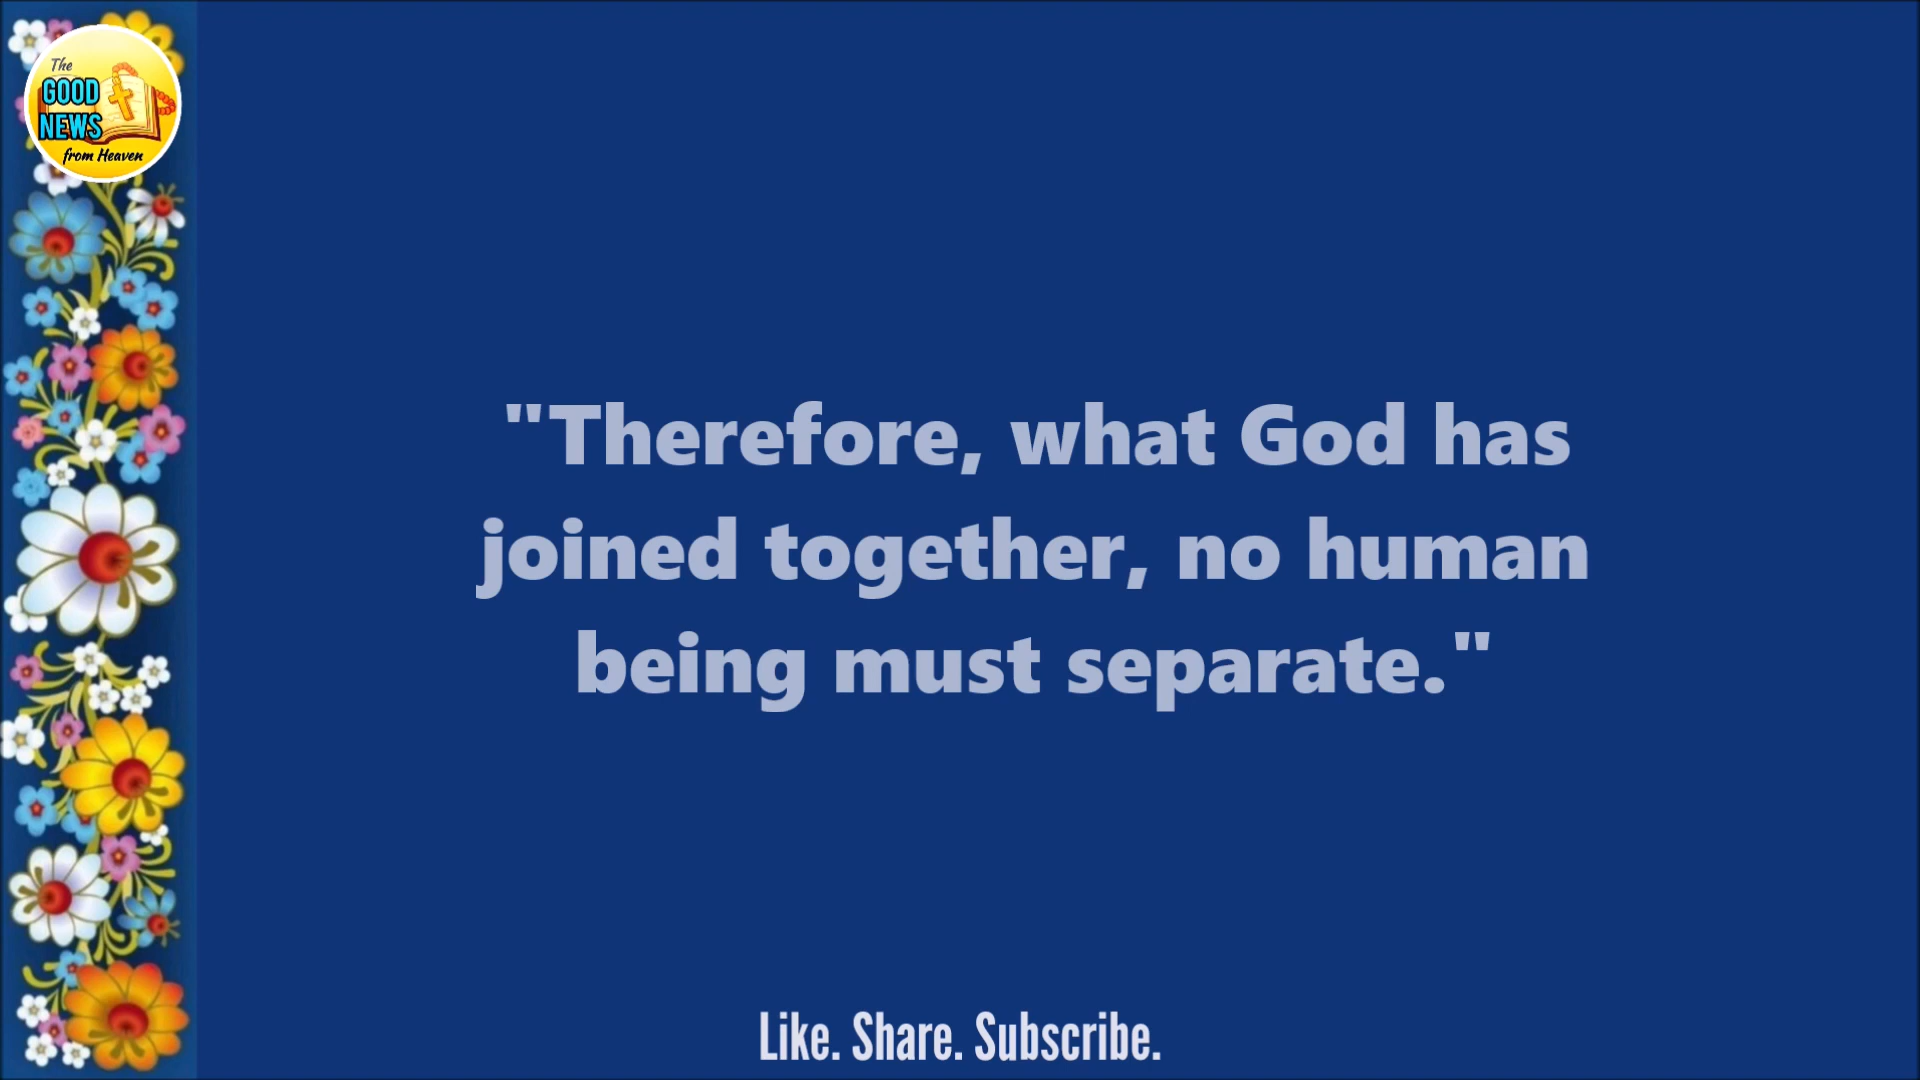 The
GOOD
NEWS
from Heaven
"Therefore, what God has
joined together, no human
being must separate."
Like. Share. Subscribe.